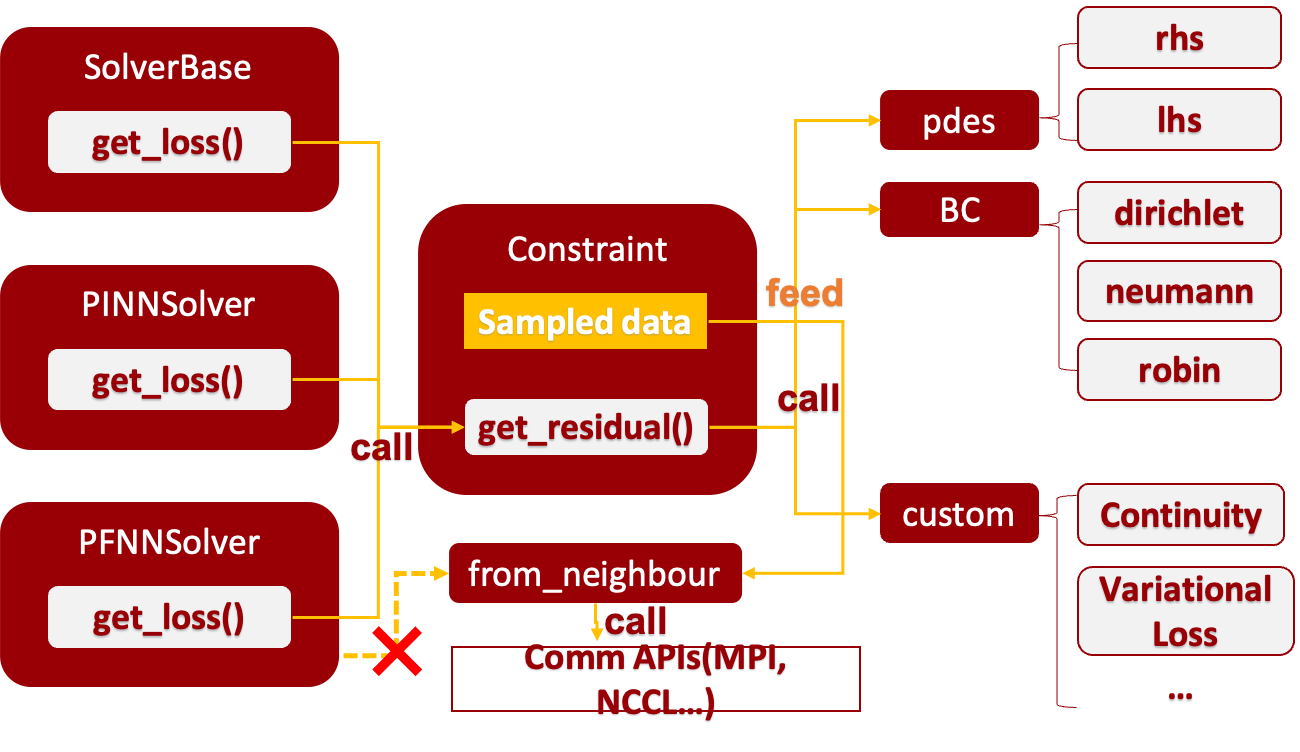 SolverBase
get_loss()
PINNSolver
get_loss()
PFNNSolver
get_loss()
call
Constraint
Sampled data
get_residual()
feed
call
from_neighbour
call
Comm APIs(MPI,
NCCL...)
pdes
rhs
lhs
BC
dirichlet
neumann
robin
custom
Continuity
Variational
Loss
...